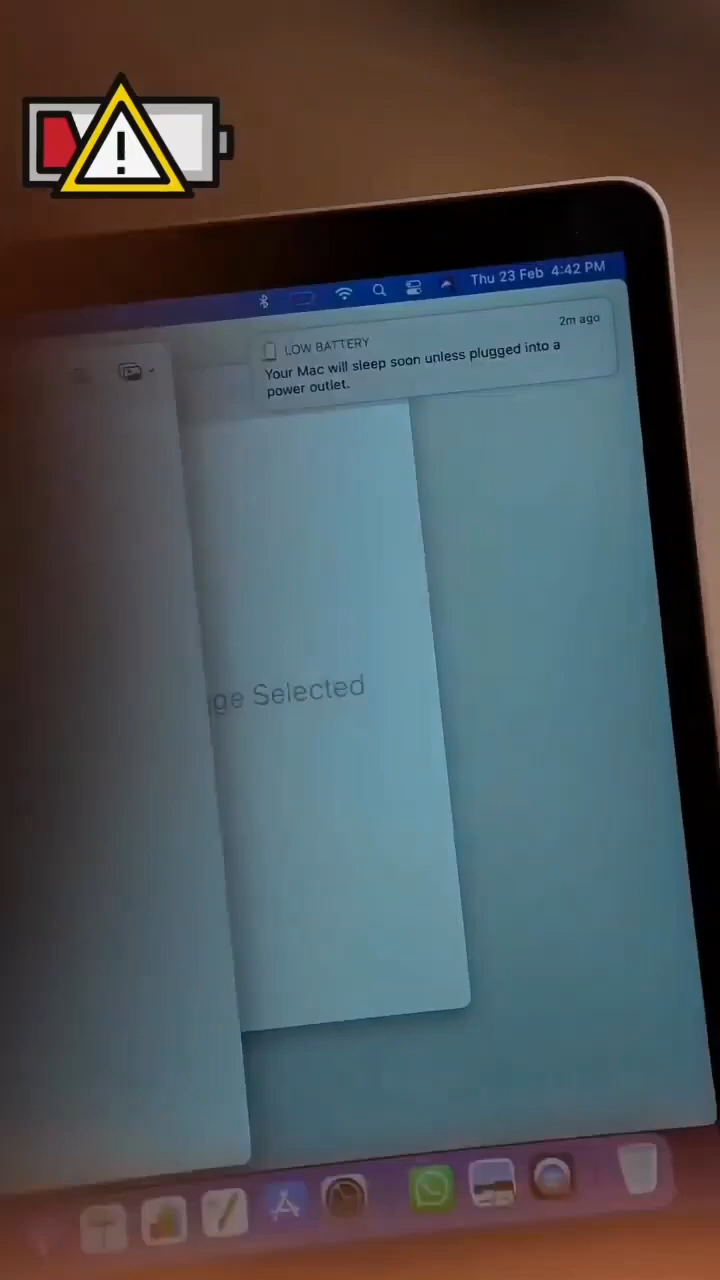 Thu 23 Feb 4:42 PM
LOW BATTERY
2m ago
Your Mac will sleep soon unless plugged into a
power outlet.
Selected